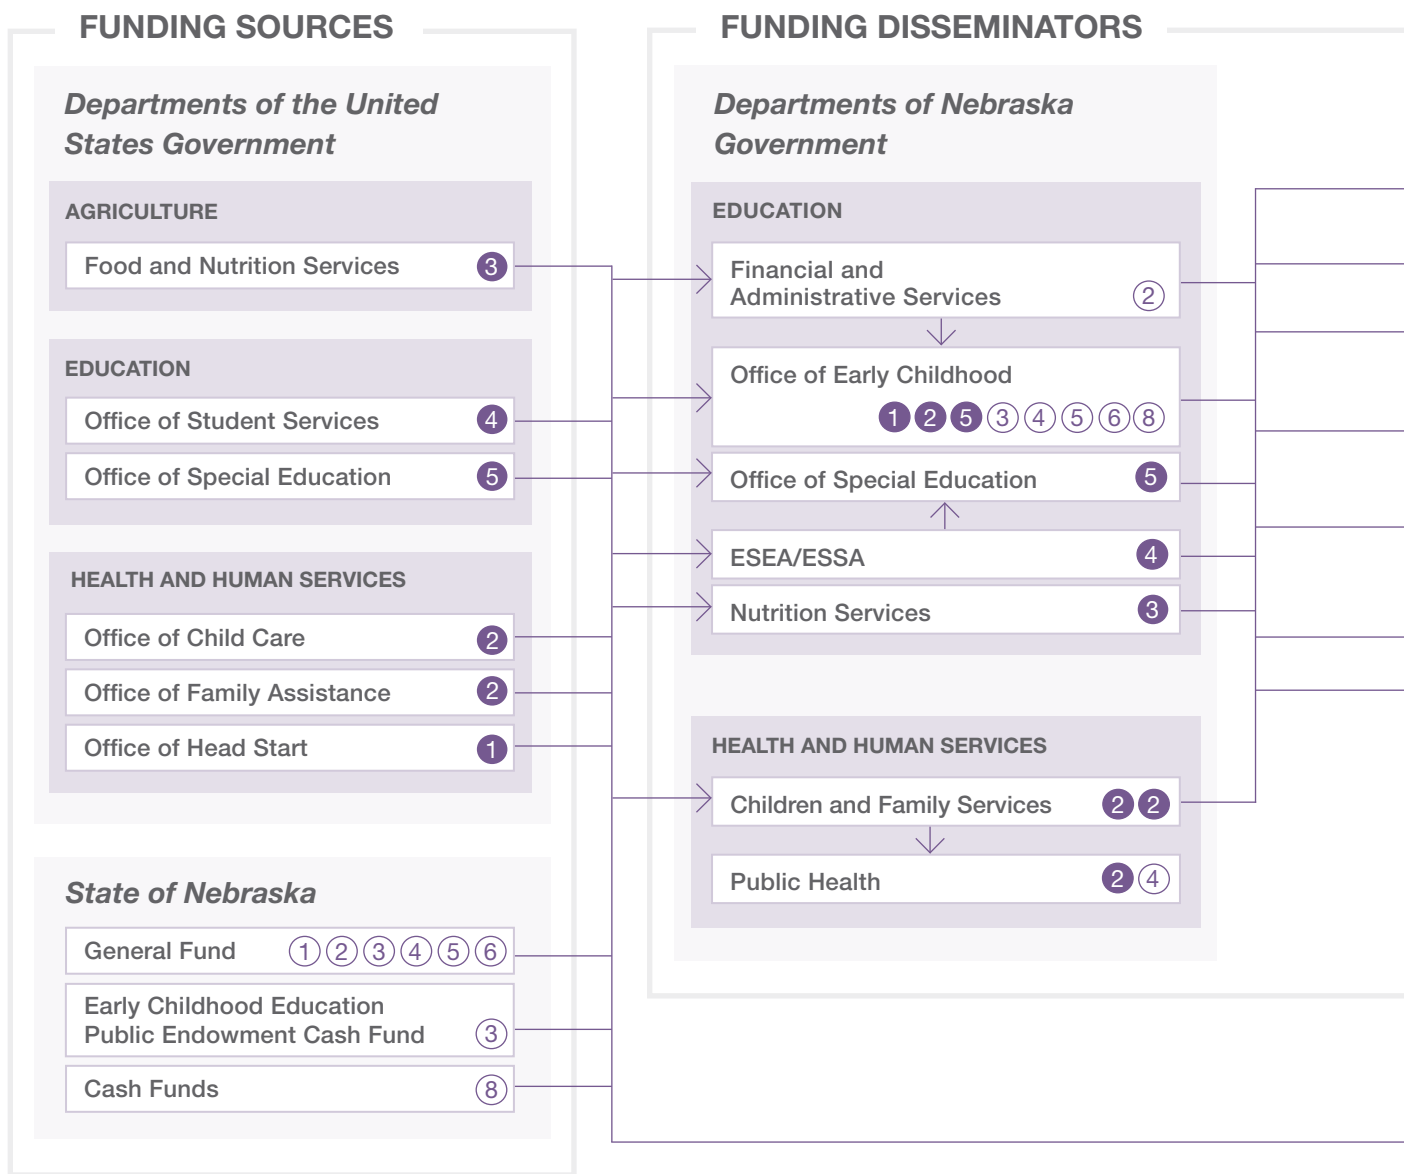 FUNDING SOURCES
Departments of the United
States Government
AGRICULTURE
Food and Nutrition Services 3
EDUCATION
Office of Student Services 4
Office of Special Education 5
HEALTH AND HUMAN SERVICES
Office of Child Care 2
Office of Family Assistance 2
Office of Head Start 1
State of Nebraska
General Fund 1 2 3 4 5 6
Early Childhood Education
Public Endowment Cash Fund 3
Cash Funds 8
FUNDING DISSEMINATORS
Departments of Nebraska
Government
EDUCATION
Financial and
Administrative Services 2
Office of Early Childhood
1 2 5 3 4 5 6 8
Office of Special Education 5
ESEA/ESSA 4
Nutrition Services 3
HEALTH AND HUMAN SERVICES
Children and Family Services 2 2
Public Health 2 4